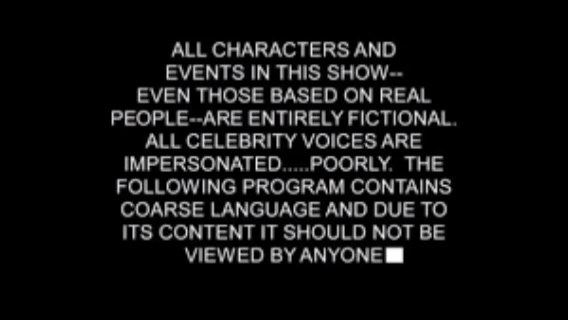 ALL CHARACTERS AND
EVENTS IN THIS SHOW--
EVEN THOSE BASED ON REAL
PEOPLE--ARE ENTIRELY FICTIONAL.
ALL CELEBRITY VOICES ARE
IMPERSONATED.....POORLY. THE
FOLLOWING PROGRAM CONTAINS
COARSE LANGUAGE AND DUE TO
ITS CONTENT IT SHOULD NOT BE
VIEWED BY ANYONE